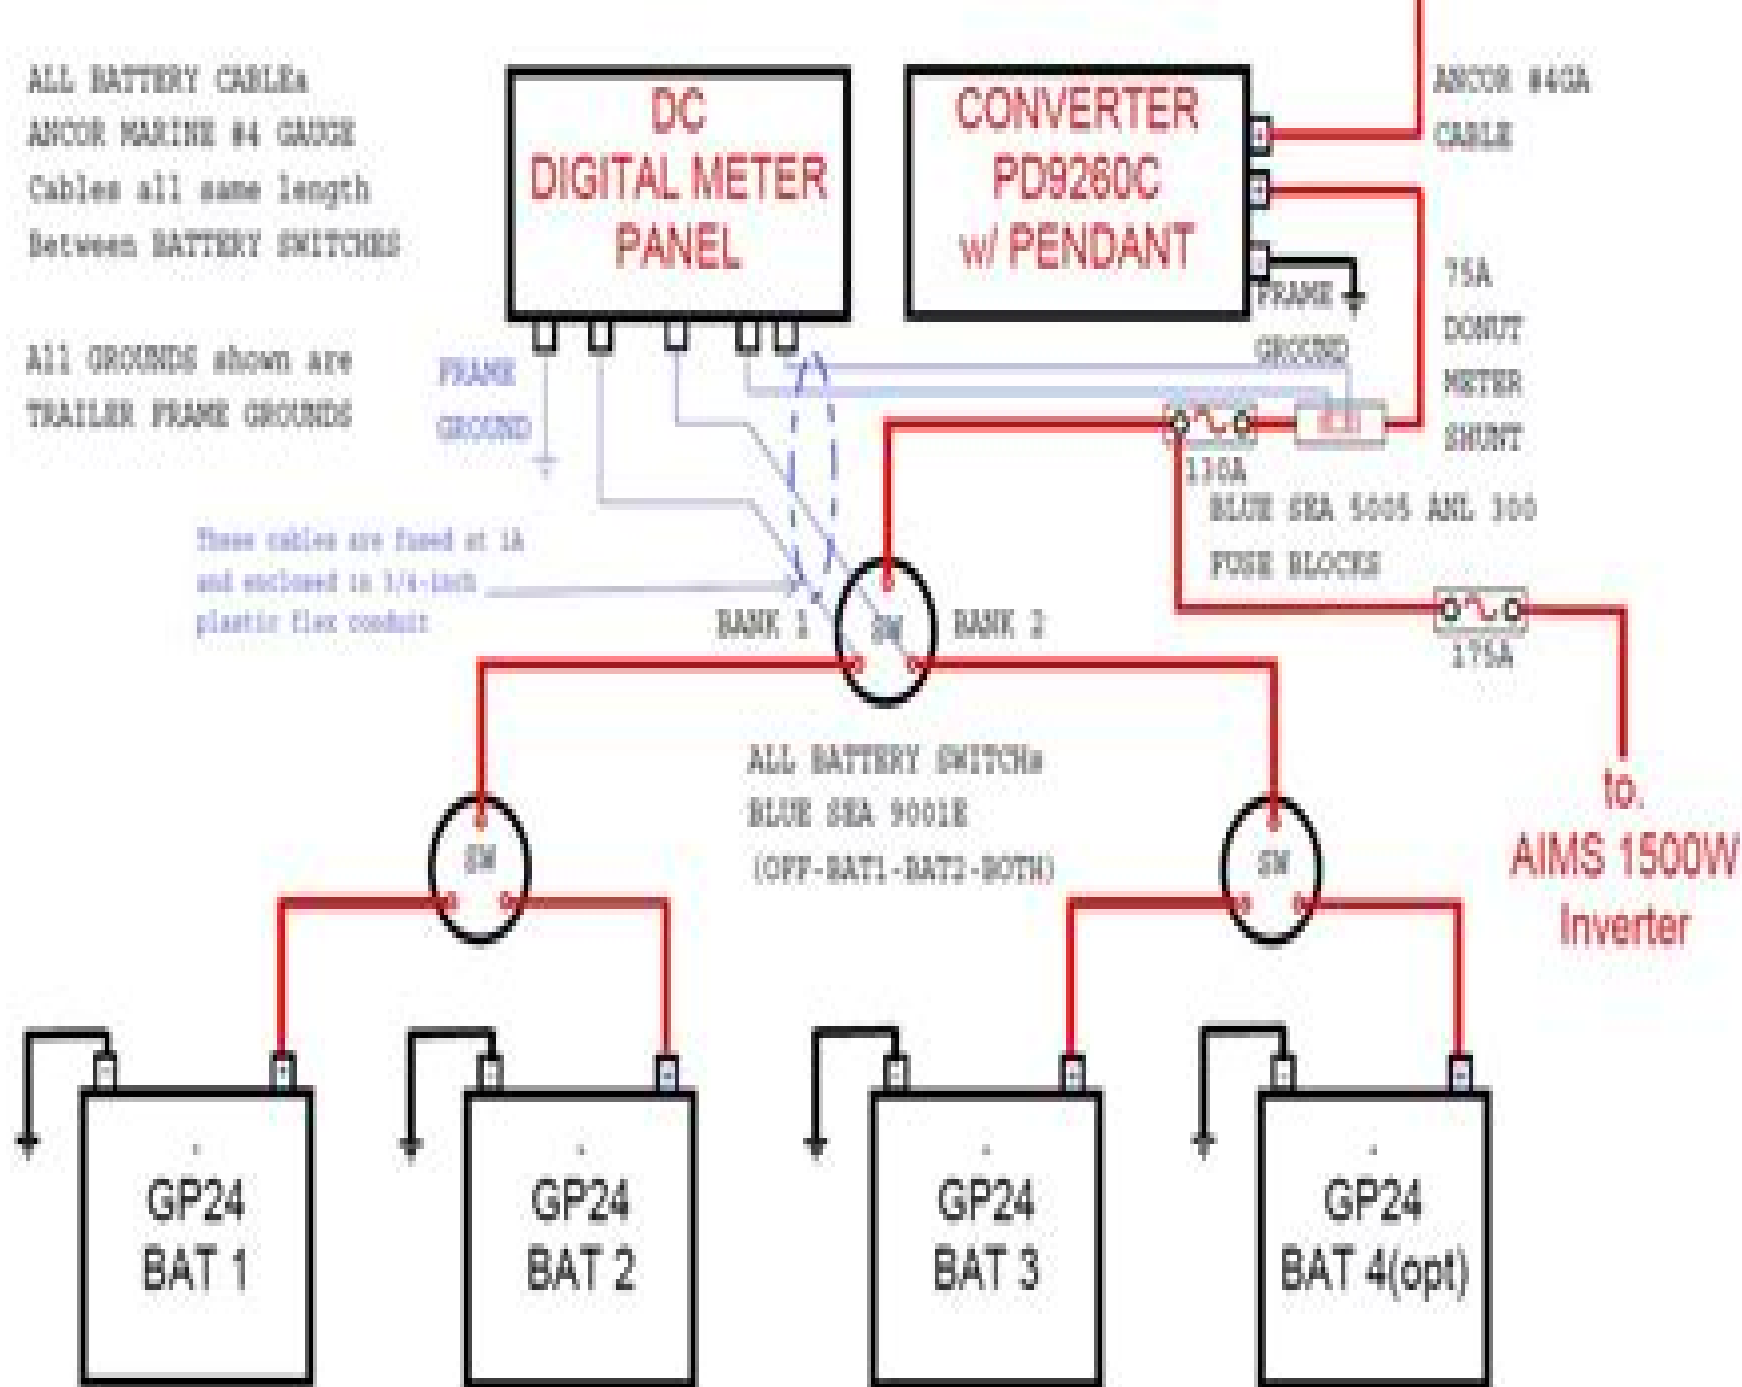 ALL BATTERY CABLEs
ANCOR MARINE #4 GAUGE
Cables all same length
Between BATTERY SWITCHES
All GROUNDS shown are
TRAILER FRAME GROUNDS
DC
DIGITAL METER
PANEL
CONVERTER
PD9260C
w/ PENDANT
ANCOR #4GA
CABLE
FRAME
GROUND
75A
DONUT
METER
SHUNT
FRAME
GROUND
130A
BLUE SEA 5005 ANL 300
FUSE BLOCKS
175A
These cables are fused at 1A
and enclosed in 3/4-inch
plastic flex conduit
BANK 1
SW
BANK 2
ALL BATTERY SWITCHs
BLUE SEA 9001E
(OFF-BAT1-BAT2-BOTH)
SW
SW
to.
AIMS 1500W
Inverter
GP24
BAT 1
GP24
BAT 2
GP24
BAT 3
GP24
BAT 4(opt)